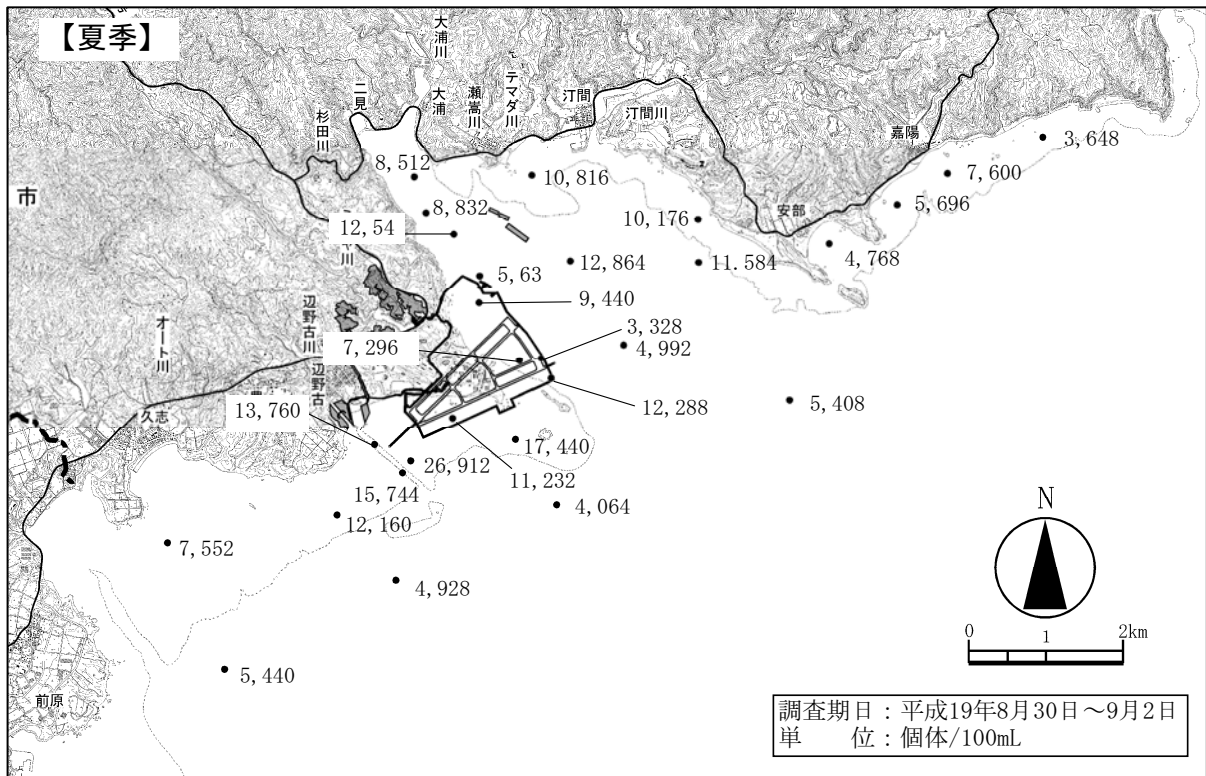 【夏季】
大浦川
二見
大浦
瀬嵩川
テマダ川
汀間
汀間川
杉田川
嘉陽
3,648
7,600
8,512
10,816
市
5,696
8,832
10,176
安部
12,54
川
4,768
12,864
11.584
5,63
9,440
辺野古川
3,328
オート川
7,296
4,992
辺野古
12,288
5,408
久志
13,760
17,440
26,912
11,232
15,744
4,064
12,160
N
7,552
4,928
0 1 2km
5,440
前原
調査期日：平成19年8月30日～9月2日
単　　位：個体/100mL